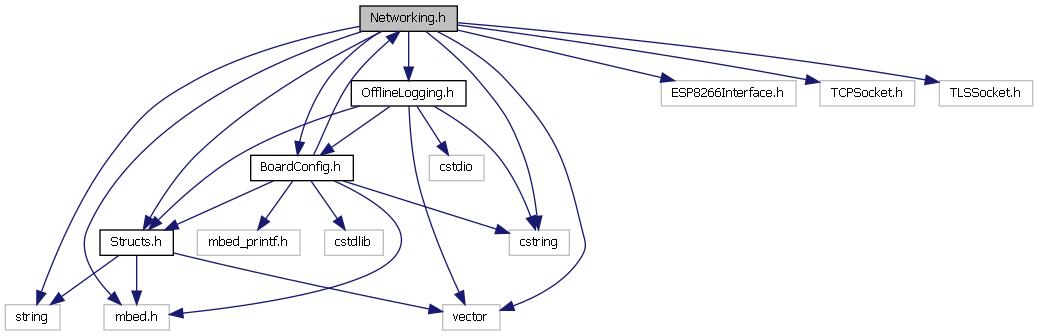 Networking.h
OfflineLogging.h
ESP8266Interface.h
TCPSocket.h
TLSSocket.h
BoardConfig.h
cstdio
Structs.h
mbed_printf.h
cstdlib
cstring
string
mbed.h
vector